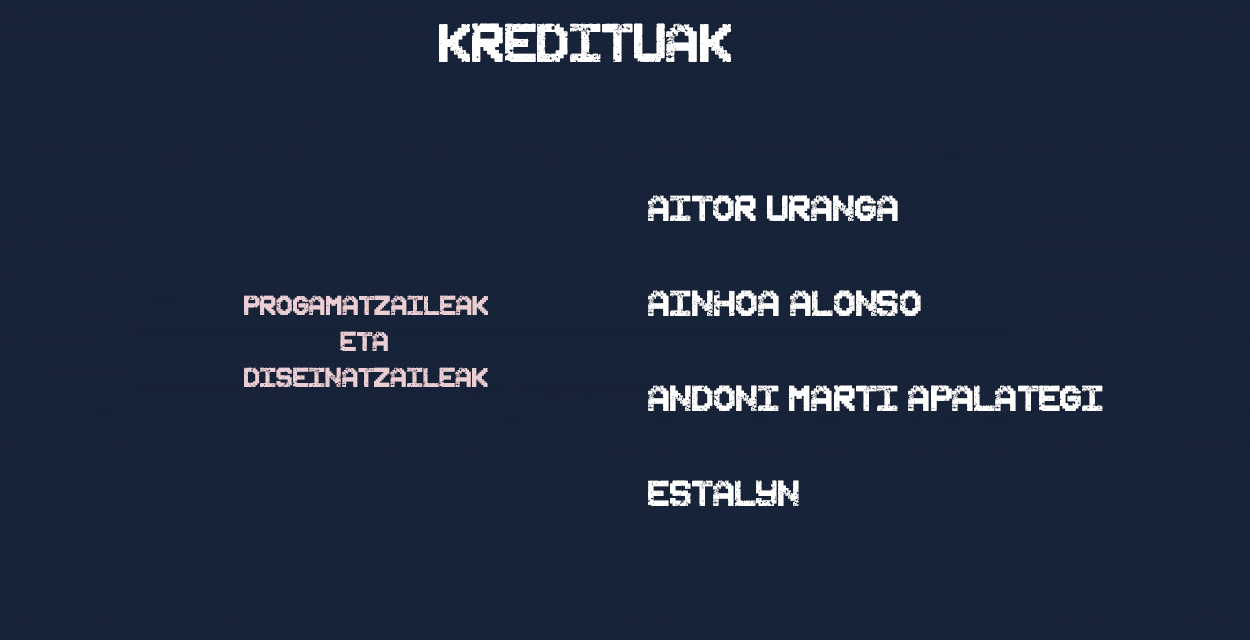 KREDITUAK
PROGAMATZAILEAK
ETA
DISEINATZAILEAK
AITOR URANGA
AINHOA ALONSO
ANDONI MARTI APALATEGI
ESTALYN